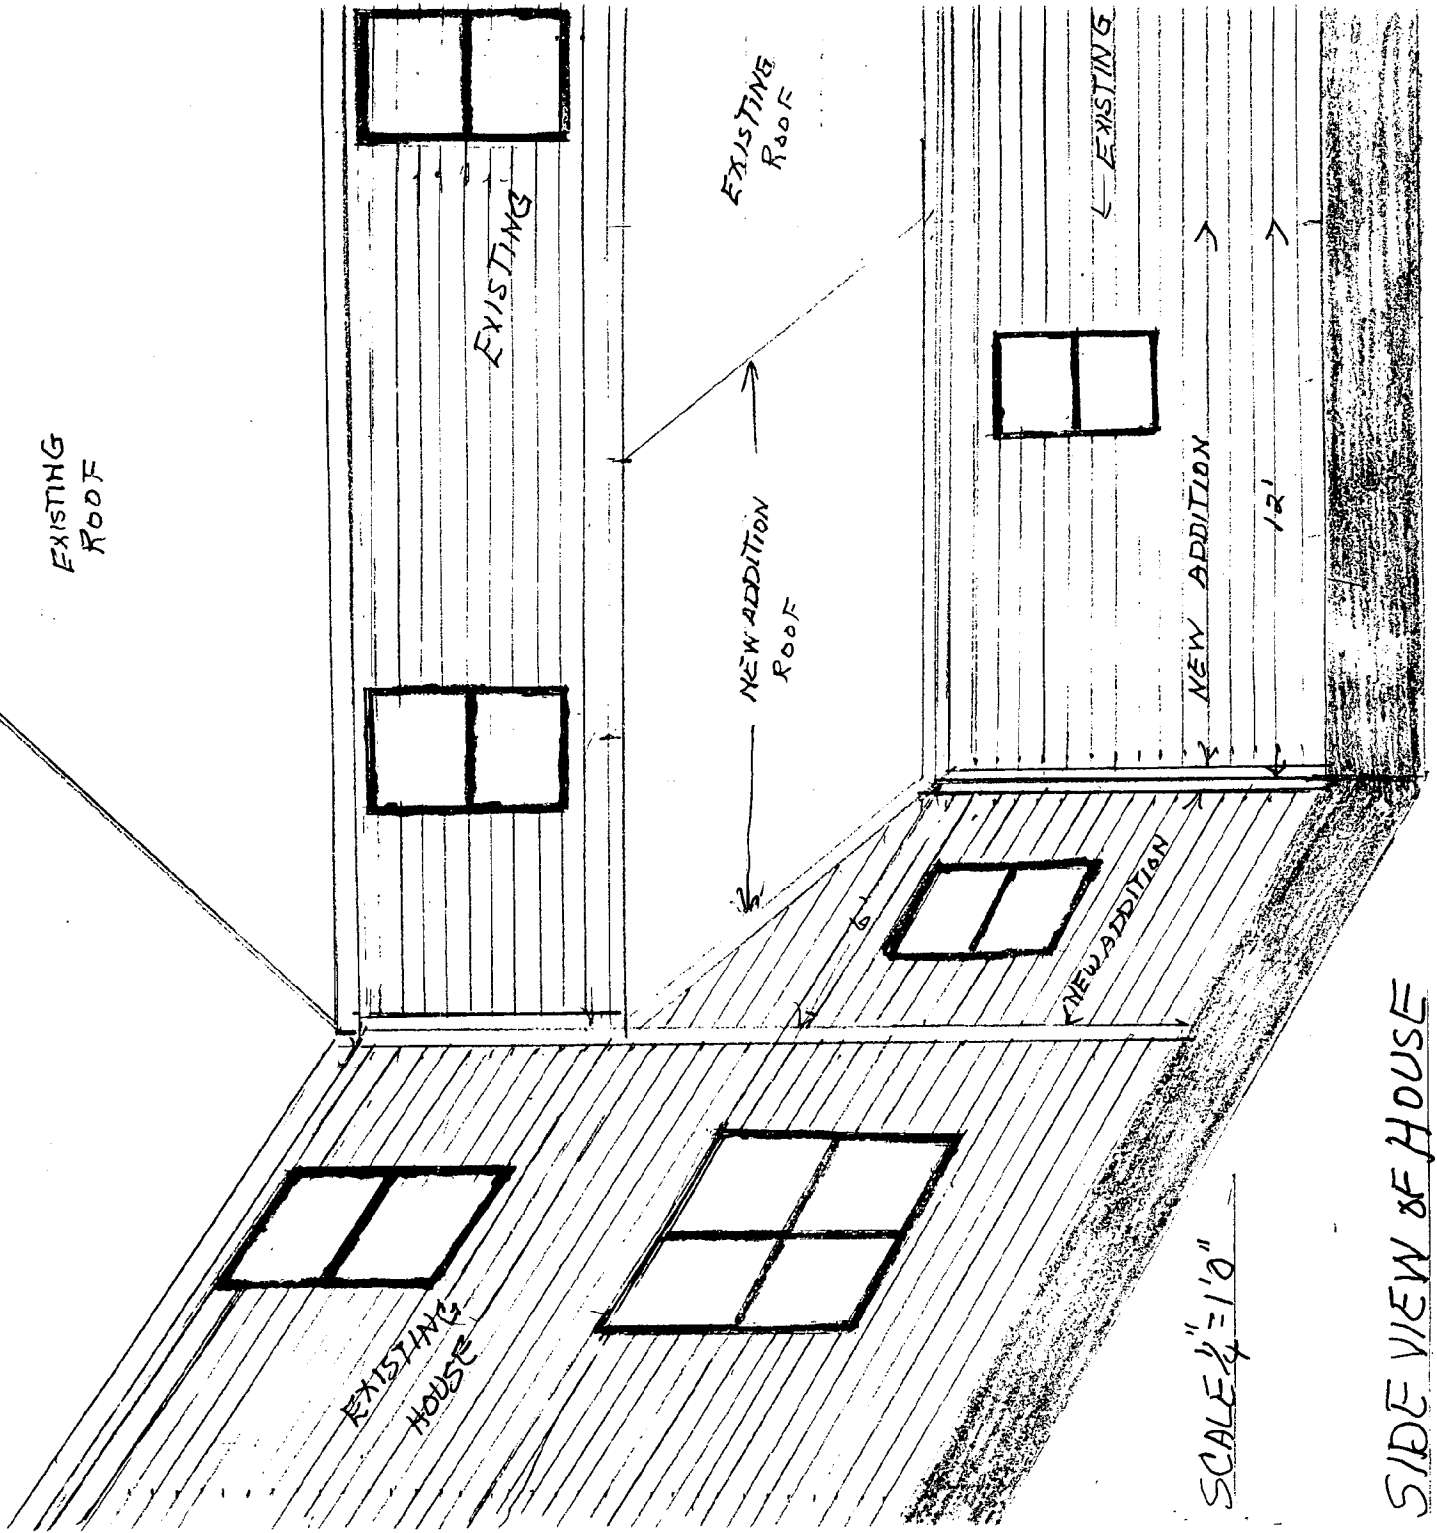 EXISTING
ROOF
EXISTING
EXISTING
ROOF
NEW ADDITION
ROOF
← EXISTING
NEW ADDITION
12'
6'
NEW ADDITION
EXISTING
HOUSE
SCALE 1/4" = 1'0"
SIDE VIEW OF HOUSE